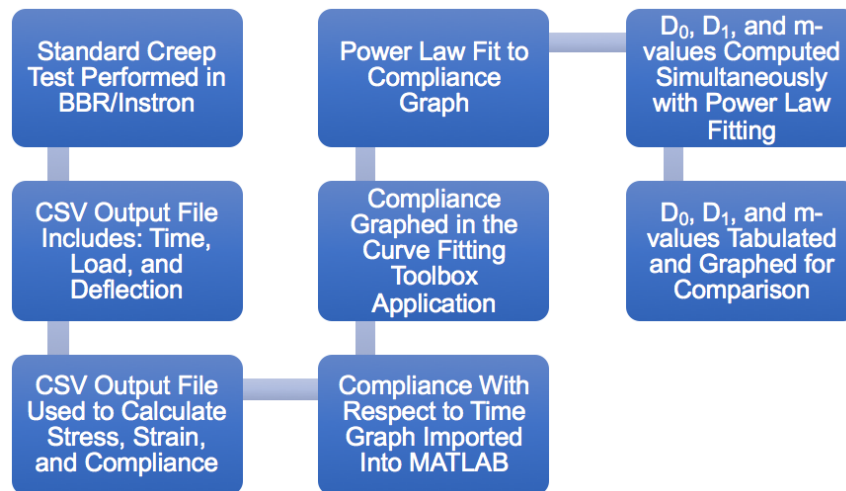 Standard Creep
Test Performed in
BBR/Instron
CSV Output File
Includes: Time,
Load, and
Deflection
CSV Output File
Used to Calculate
Stress, Strain,
and Compliance
Compliance With
Respect to Time
Graph Imported
Into MATLAB
Compliance
Graphed in the
Curve Fitting
Toolbox
Application
Power Law Fit to
Compliance
Graph
D₀, D₁, and m-
values Computed
Simultaneously
with Power Law
Fitting
D₀, D₁, and m-
values Tabulated
and Graphed for
Comparison